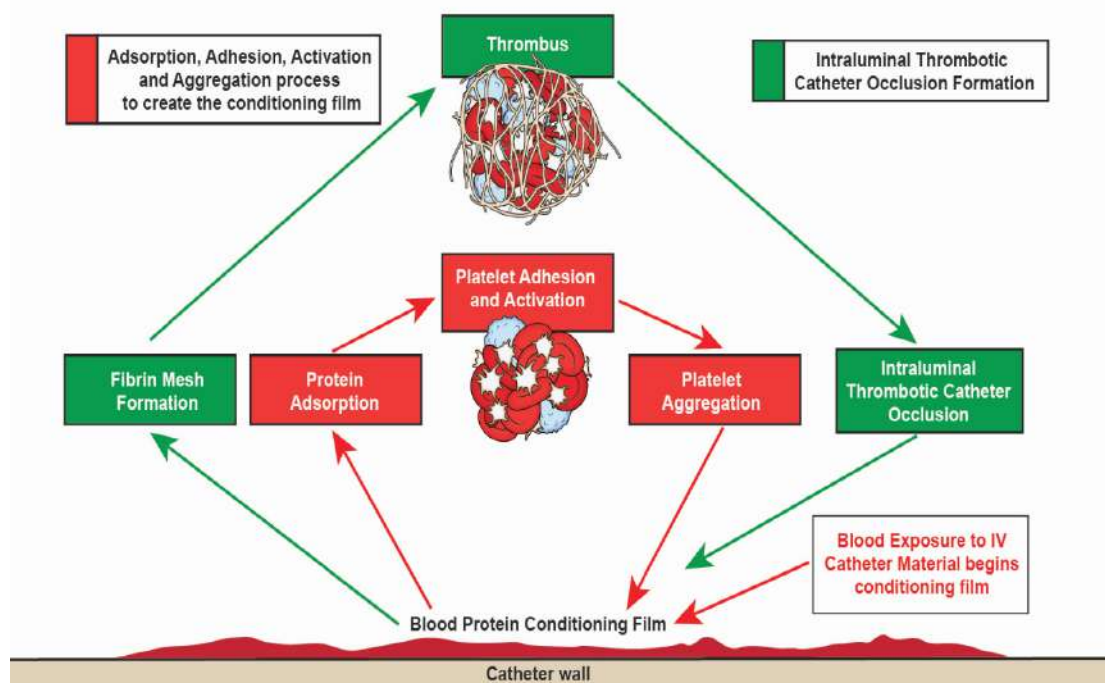 Adsorption, Adhesion, Activation
and Aggregation process
to create the conditioning film
Thrombus
Intraluminal Thrombotic
Catheter Occlusion Formation
Platelet Adhesion
and Activation
Fibrin Mesh
Formation
Protein
Adsorption
Platelet
Aggregation
Intraluminal
Thrombotic Catheter
Occlusion
Blood Exposure to IV
Catheter Material begins
conditioning film
Blood Protein Conditioning Film
Catheter wall